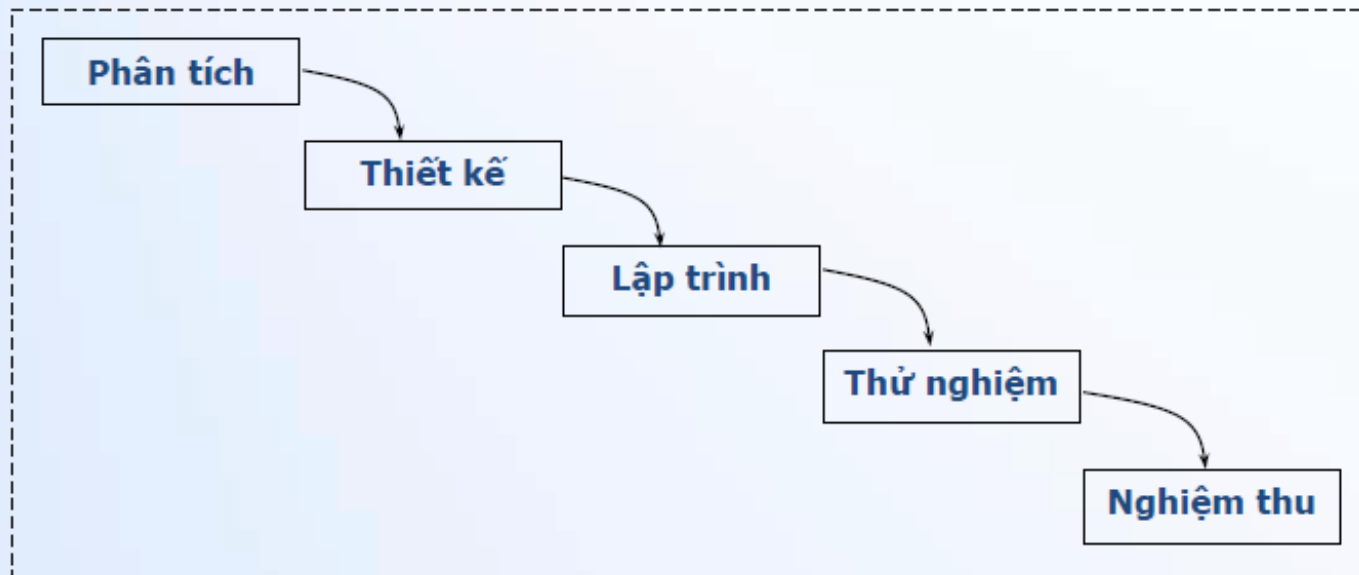 Phân tích
Thiết kế
Lập trình
Thử nghiệm
Nghiệm thu